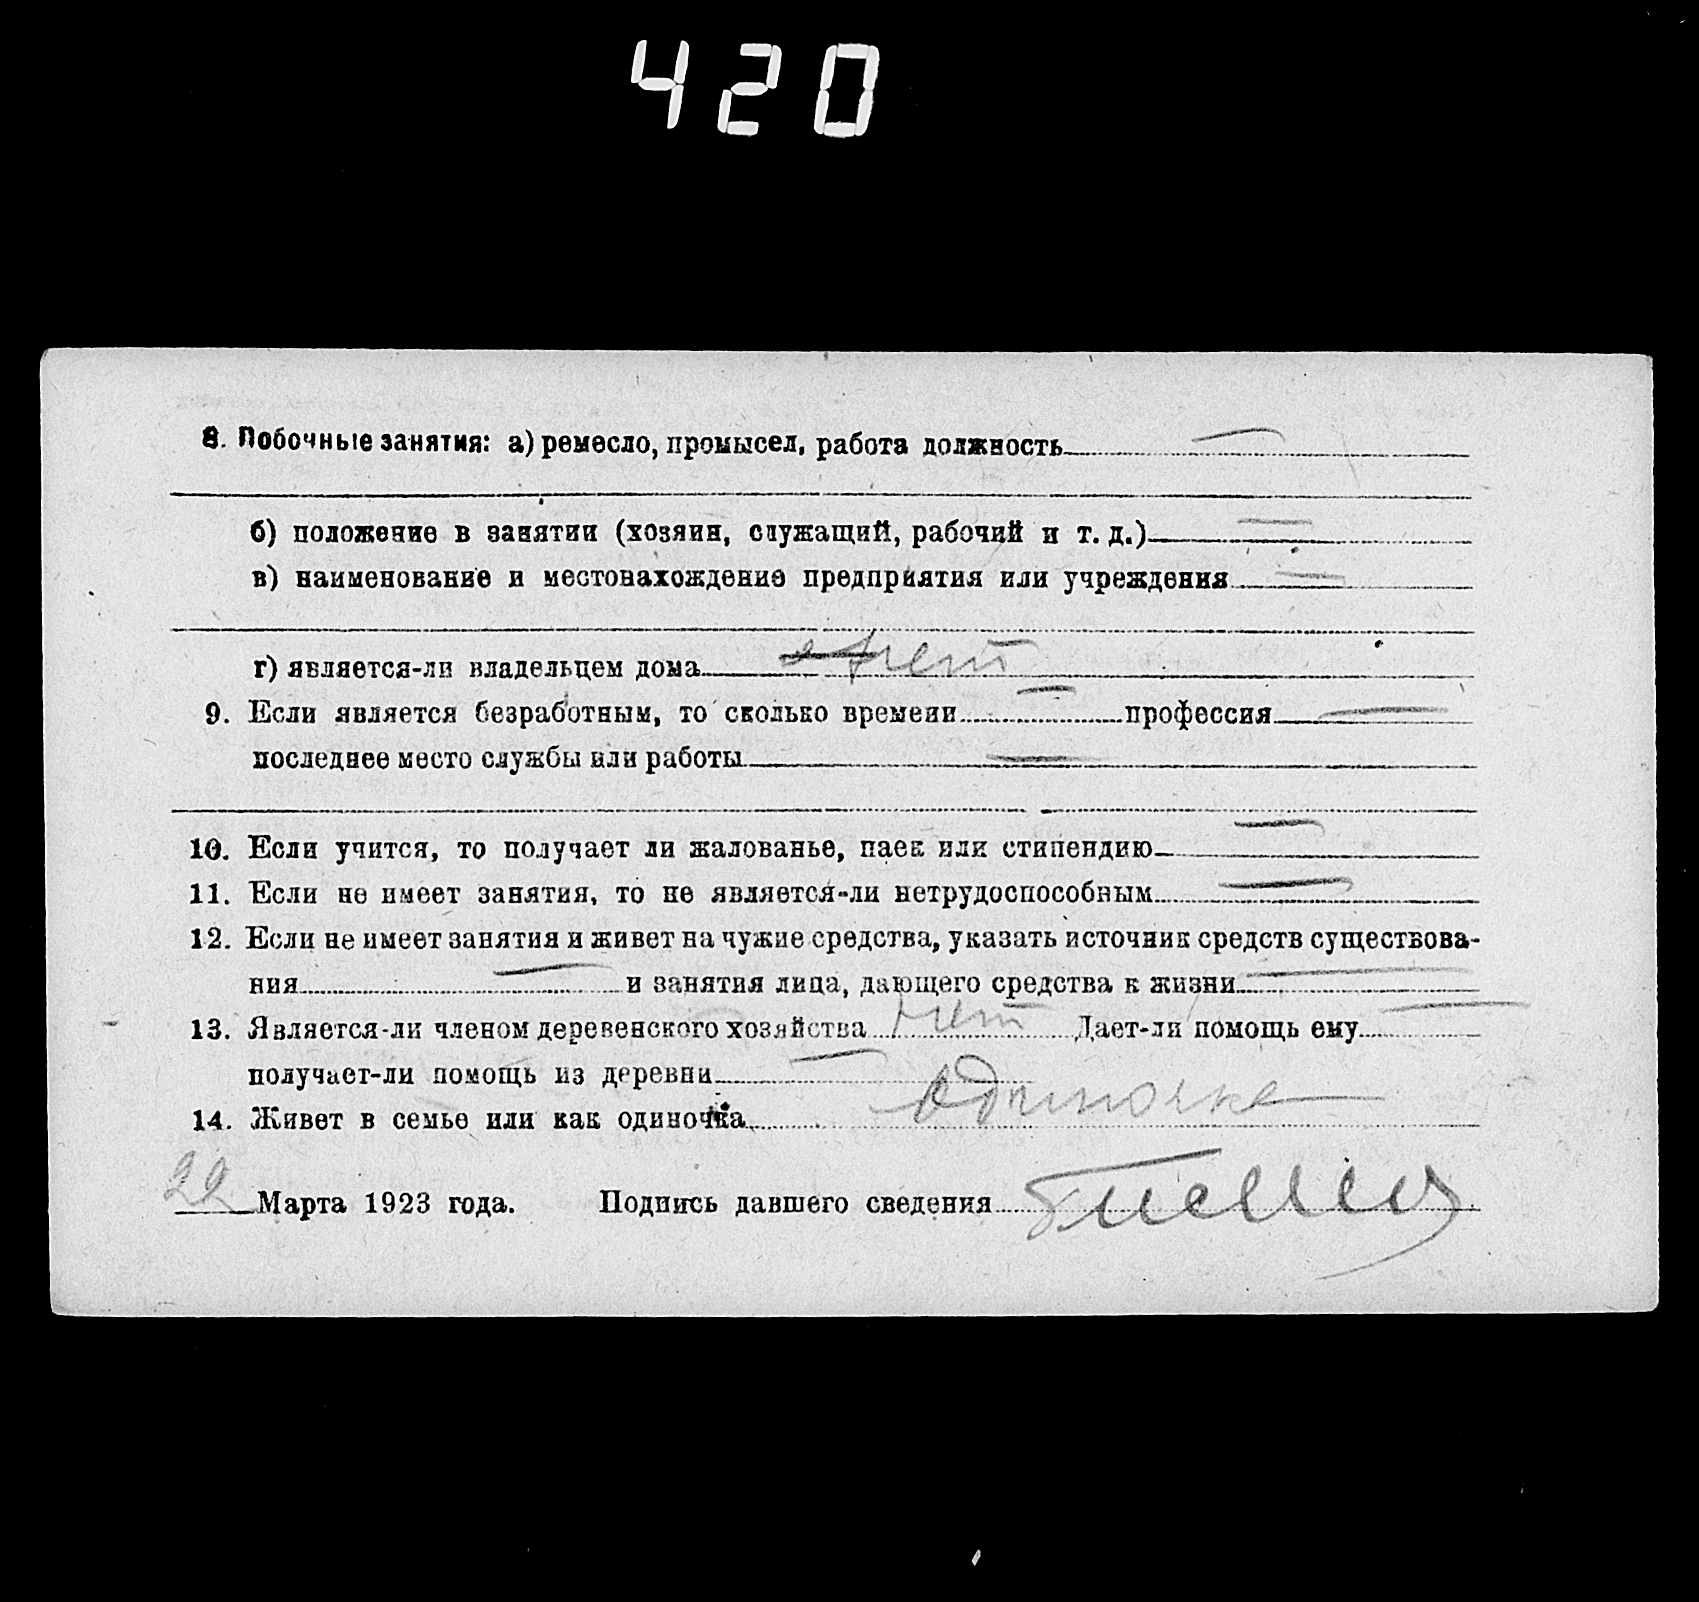 420
8. Побочные занятия: а) ремесло, промысел, работа должность —
б) положение в занятии (хозяин, служащий, рабочий и т. д.) —
в) наименование и местонахождение предприятия или учреждения —
г) является-ли владельцем дома нет
9. Если является безработным, то сколько времени — профессия —
последнее место службы или работы —
10. Если учится, то получает ли жалованье, паек или стипендию —
11. Если не имеет занятия, то не является-ли нетрудоспособным —
12. Если не имеет занятия и живет на чужие средства, указать источник средств существова-
ния — и занятия лица, дающего средства к жизни —
13. Является-ли членом деревенского хозяйства нет Дает-ли помощь ему —
получает-ли помощь из деревни —
14. Живет в семье или как одиночка одиночка
22 Марта 1923 года. Подпись давшего сведения